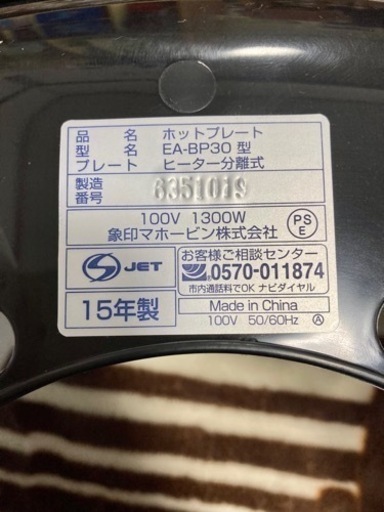 品名 ホットプレート
型名 EA-BP30 型
プレート ヒーター分離式
製造番号 6351019
100V 1300W
象印マホービン株式会社
PSE
JET
お客様ご相談センター
0570-011874
市内通話料でOK ナビダイヤル
15年製
Made in China
100V 50/60Hz Ⓐ